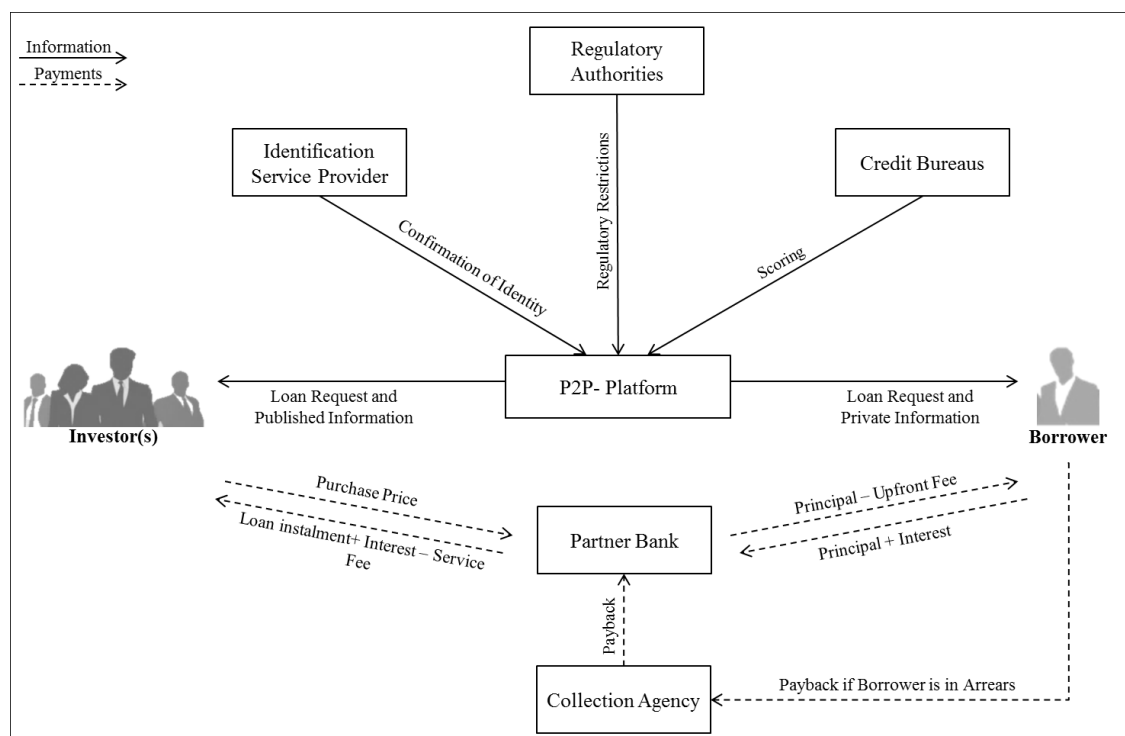 Information
Payments
Regulatory
Authorities
Identification
Service Provider
Credit Bureaus
Confirmation of Identity
Regulatory Restrictions
Scoring
P2P- Platform
Loan Request and
Published Information
Loan Request and
Private Information
Investor(s)
Borrower
Purchase Price
Loan instalment+ Interest – Service
Fee
Partner Bank
Principal – Upfront Fee
Principal + Interest
Payback
Collection Agency
Payback if Borrower is in Arrears